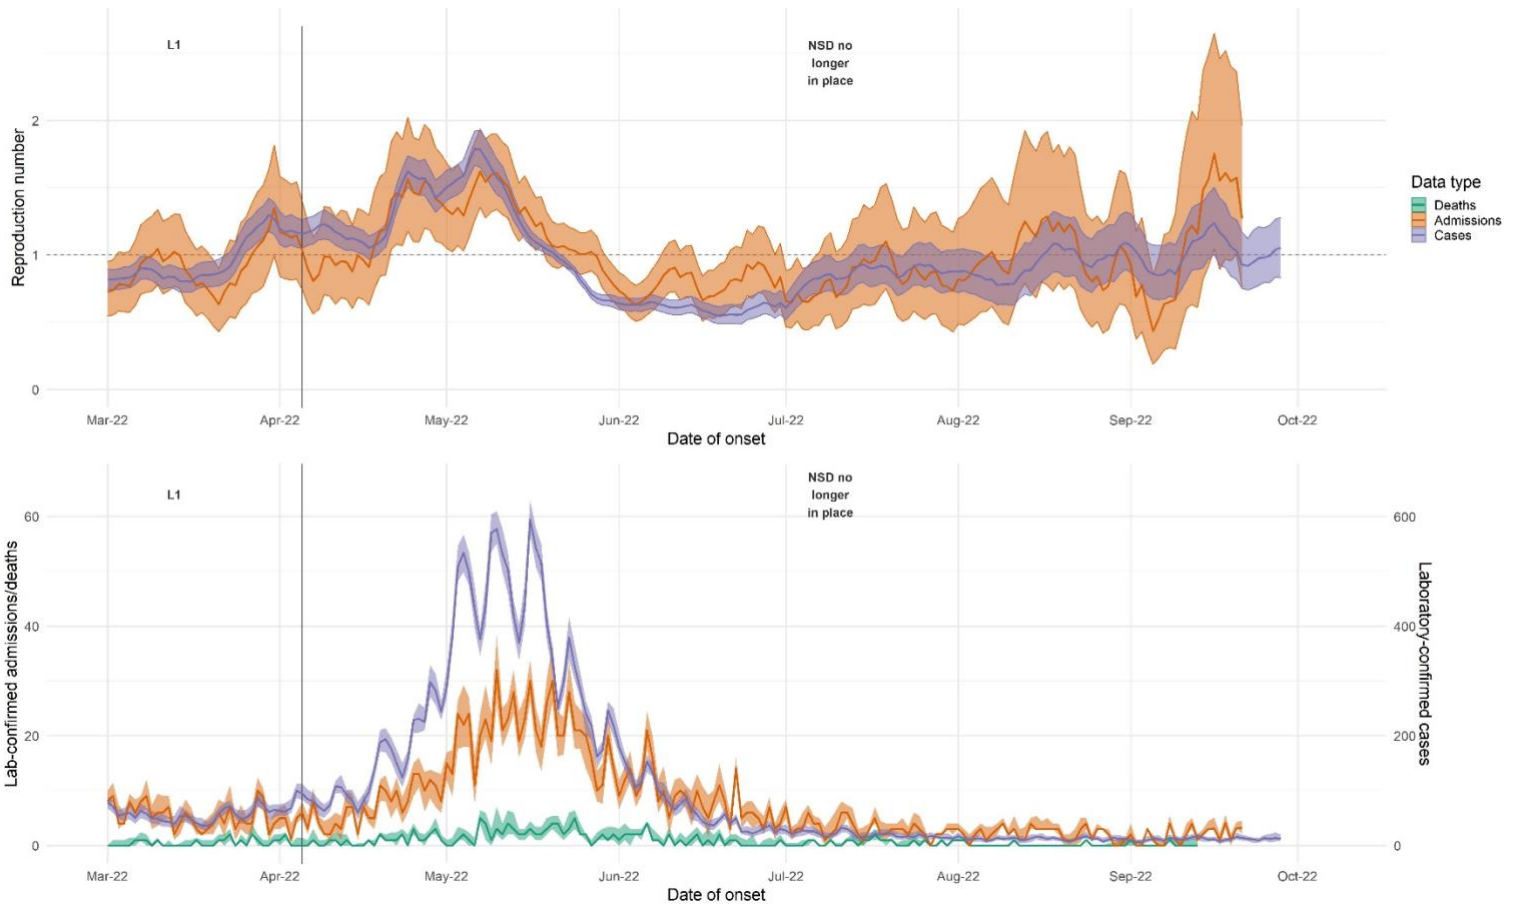 L1
NSD no
longer
in place
2
1
0
Reproduction number
Mar-22 Apr-22 May-22 Jun-22 Jul-22 Aug-22 Sep-22 Oct-22
Date of onset
Data type
Deaths
Admissions
Cases
L1
NSD no
longer
in place
60 600
40 400
20 200
0 0
Lab-confirmed admissions/deaths
Laboratory-confirmed cases
Mar-22 Apr-22 May-22 Jun-22 Jul-22 Aug-22 Sep-22 Oct-22
Date of onset